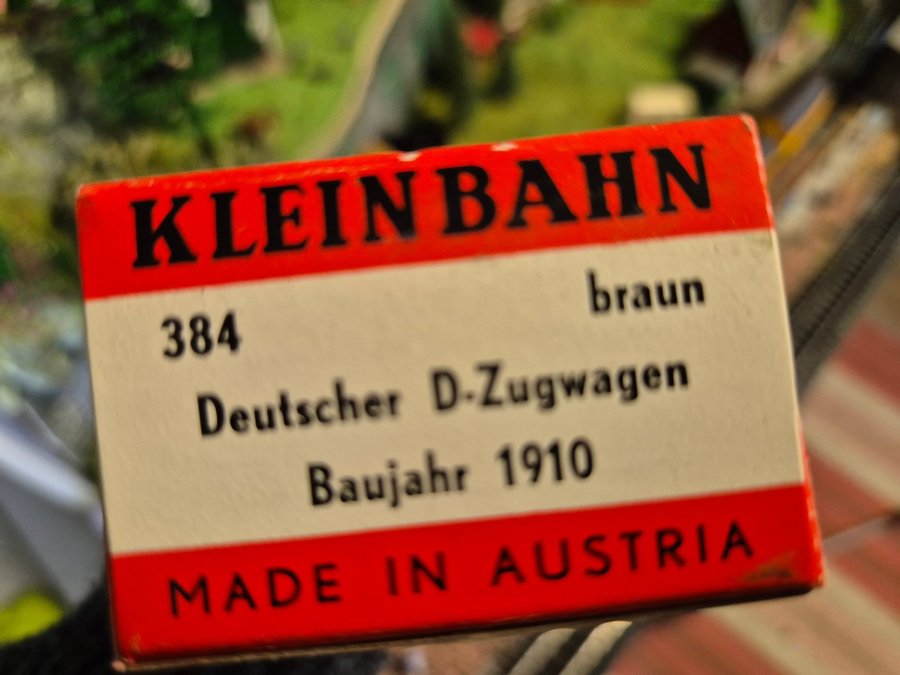 KLEINBAHN
384 braun
Deutscher D-Zugwagen
Baujahr 1910
MADE IN AUSTRIA